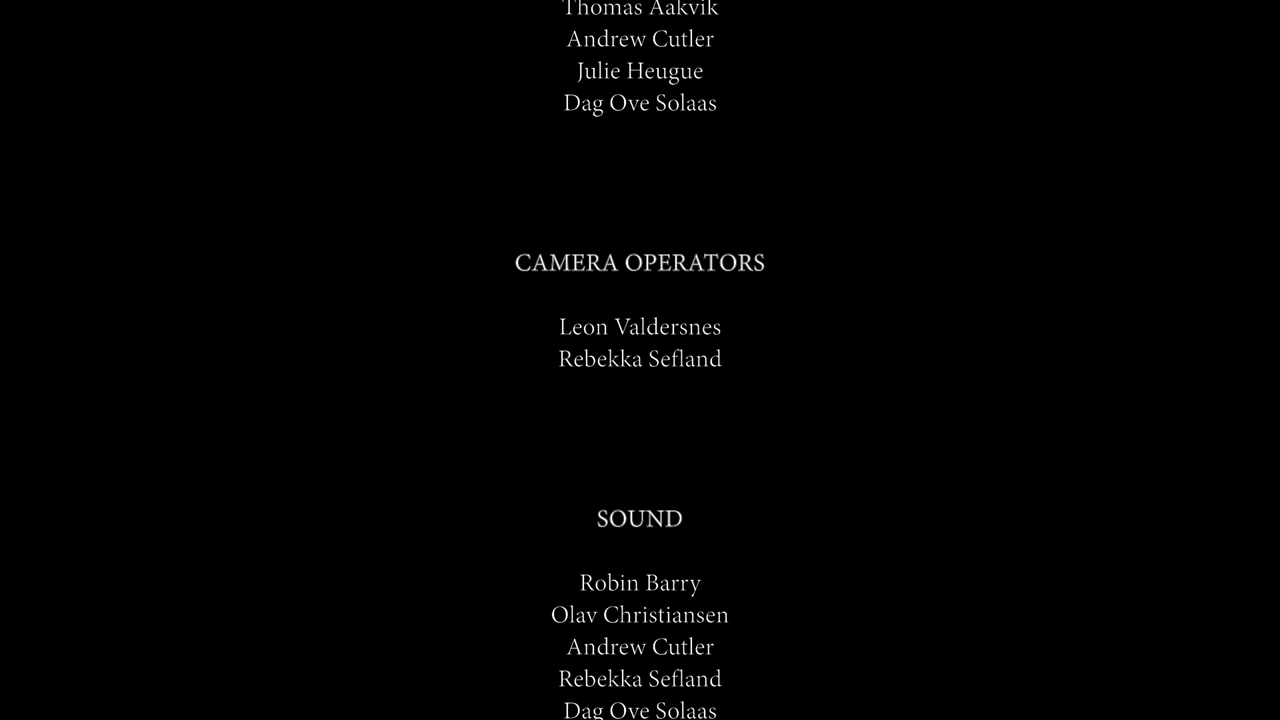 Thomas Aakvik
Andrew Cutler
Julie Heugue
Dag Ove Solaas
CAMERA OPERATORS
Leon Valdersnes
Rebekka Sefland
SOUND
Robin Barry
Olav Christiansen
Andrew Cutler
Rebekka Sefland
Dag Ove Solaas